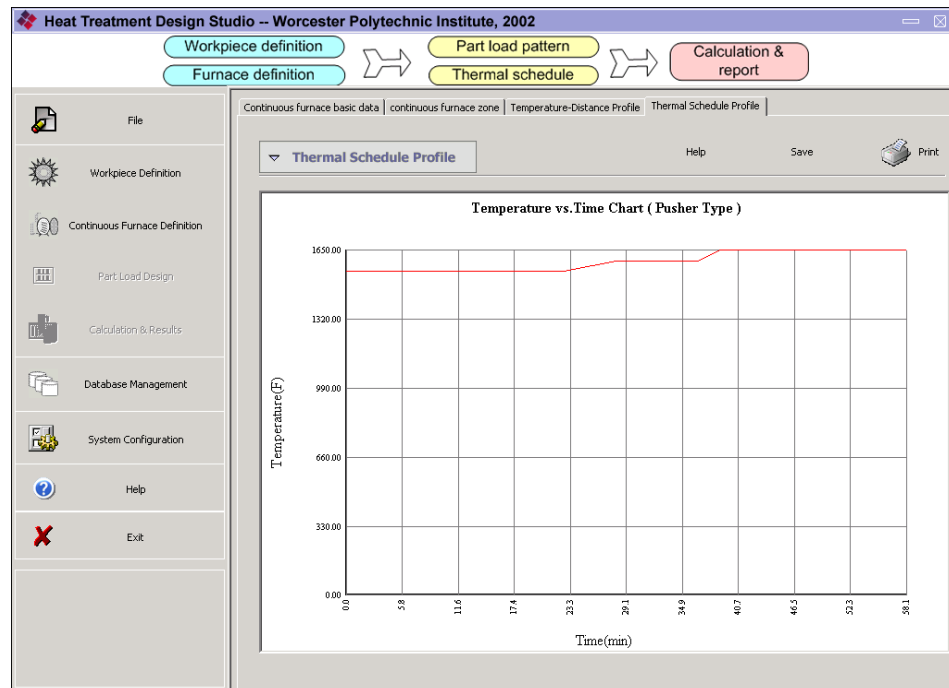 Heat Treatment Design Studio -- Worcester Polytechnic Institute, 2002
Workpiece definition
Furnace definition
Part load pattern
Thermal schedule
Calculation &
report
File
Workpiece Definition
Continuous Furnace Definition
Part Load Design
Calculation & Results
Database Management
System Configuration
Help
Exit
Continuous furnace basic data
continuous furnace zone
Temperature-Distance Profile
Thermal Schedule Profile
Thermal Schedule Profile
Help
Save
Print
Temperature vs.Time Chart ( Pusher Type )
Temperature(F)
1650.00
1320.00
990.00
660.00
330.00
0.00
0.0
5.8
11.6
17.4
23.3
29.1
34.9
40.7
46.5
52.3
58.1
Time(min)